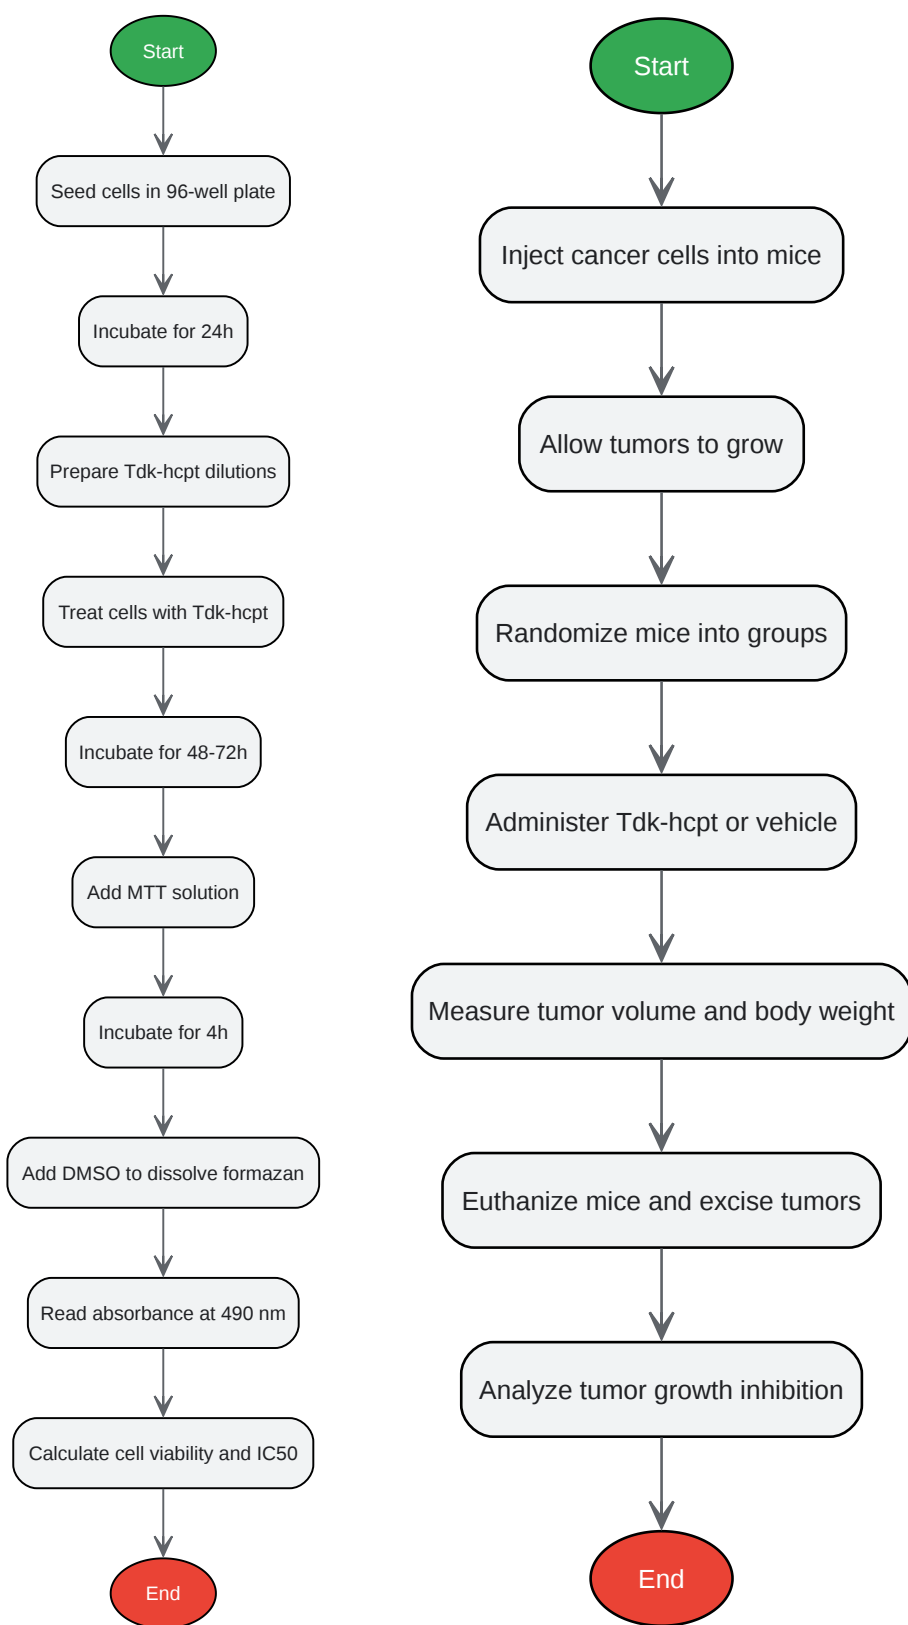 Start
Seed cells in 96-well plate
Incubate for 24h
Prepare Tdk-hcpt dilutions
Treat cells with Tdk-hcpt
Incubate for 48-72h
Add MTT solution
Incubate for 4h
Add DMSO to dissolve formazan
Read absorbance at 490 nm
Calculate cell viability and IC50
End
Start
Inject cancer cells into mice
Allow tumors to grow
Randomize mice into groups
Administer Tdk-hcpt or vehicle
Measure tumor volume and body weight
Euthanize mice and excise tumors
Analyze tumor growth inhibition
End